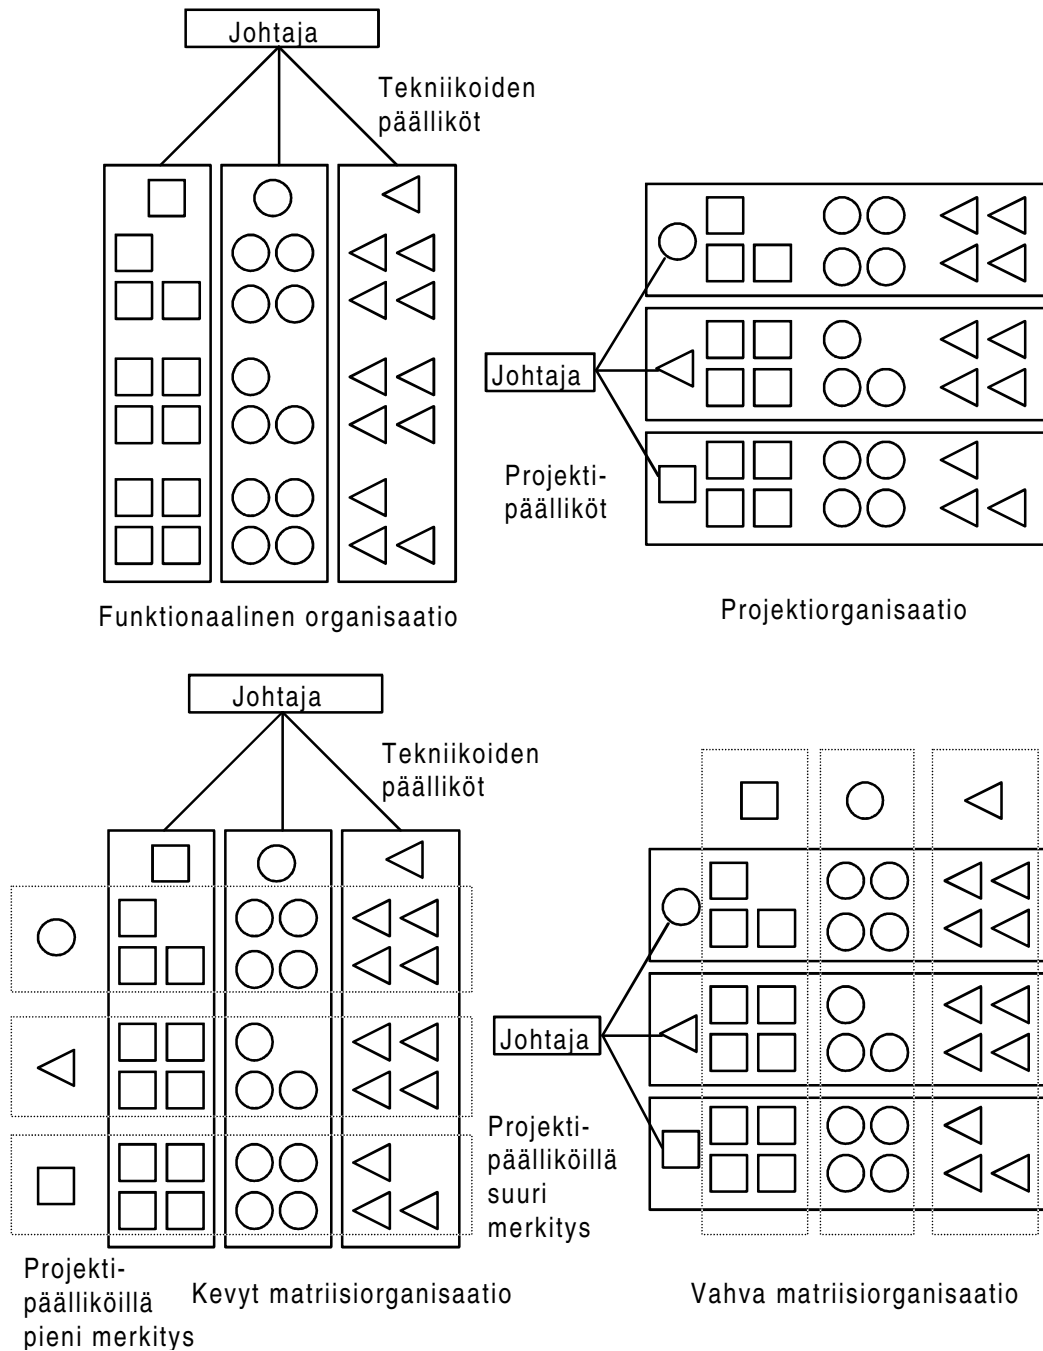 Johtaja
Tekniikoiden
päälliköt
Johtaja
Projekti-
päälliköt
Funktionaalinen organisaatio
Projektiorganisaatio
Johtaja
Tekniikoiden
päälliköt
Johtaja
Projekti-
päälliköillä
suuri
merkitys
Projekti-
päälliköillä
pieni merkitys
Kevyt matriisiorganisaatio
Vahva matriisiorganisaatio